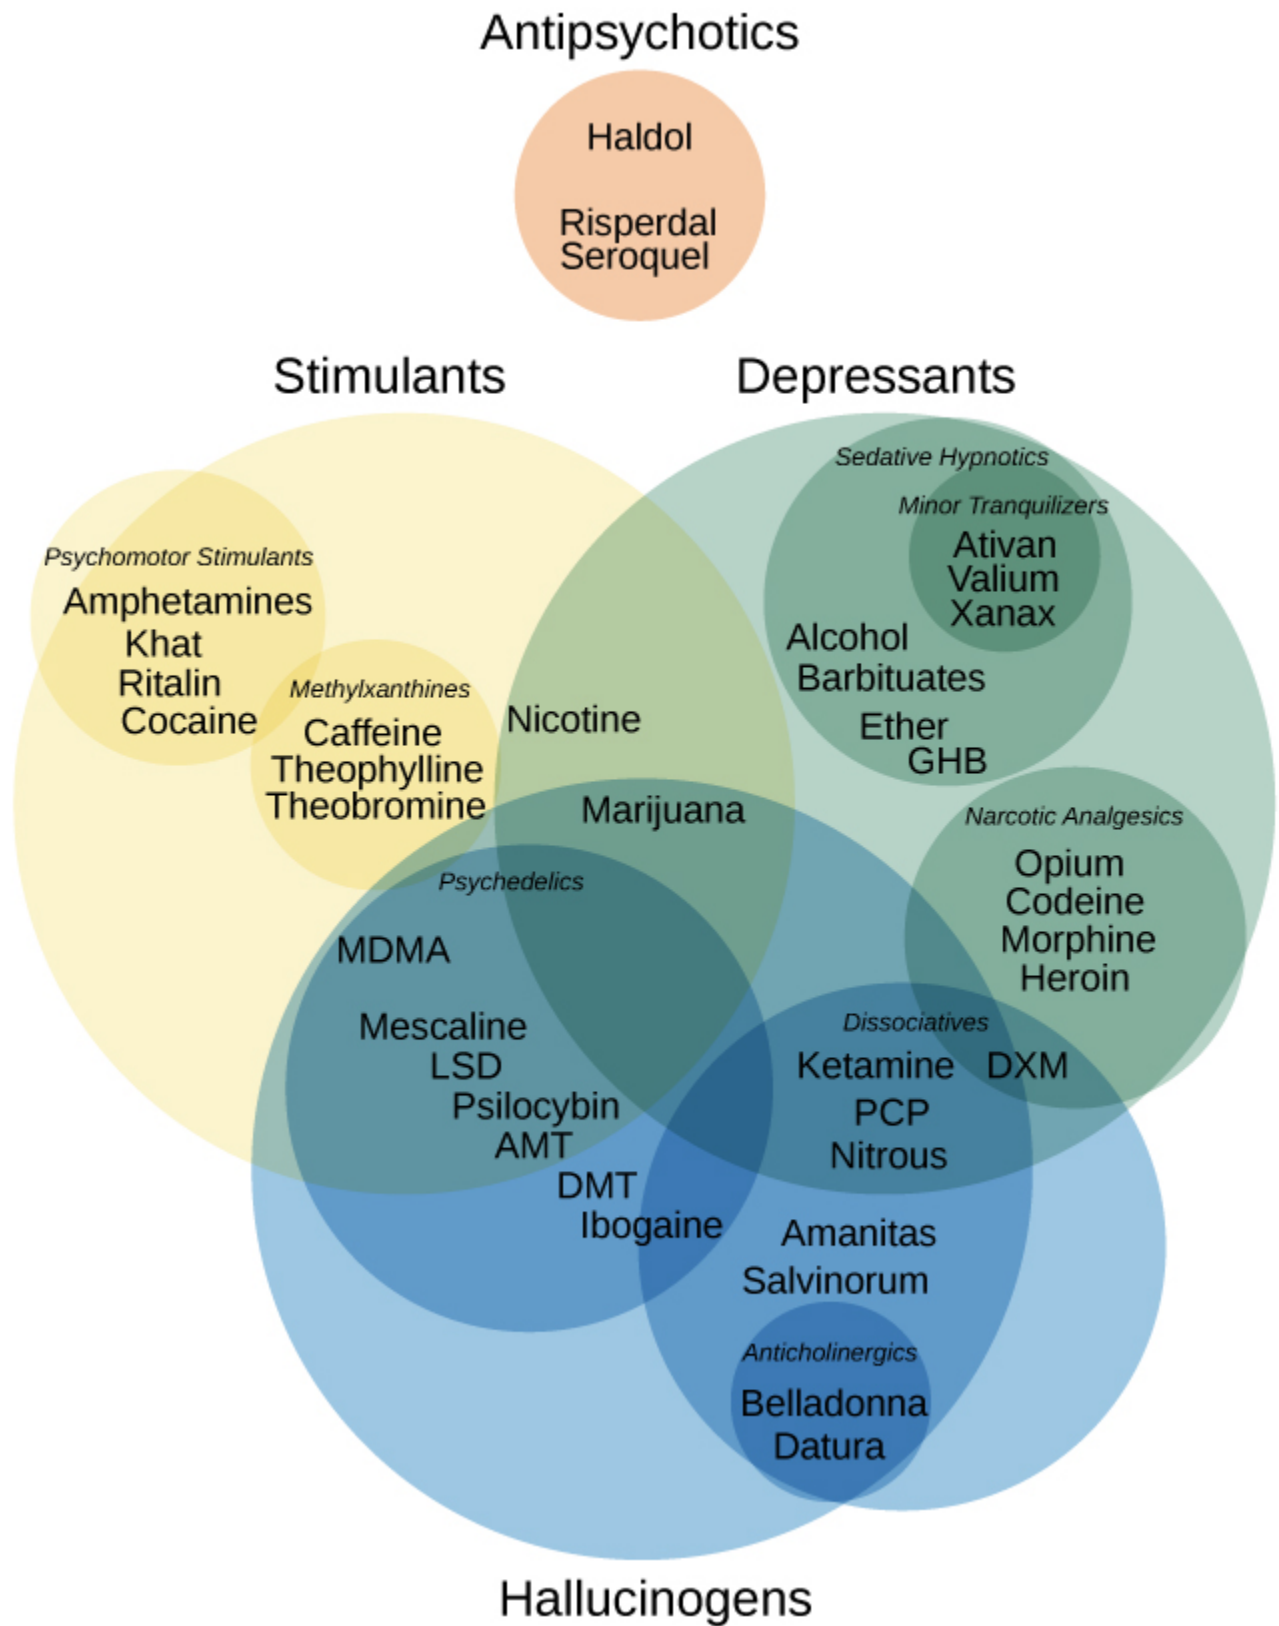 Antipsychotics
Haldol
Risperdal
Seroquel
Stimulants
Depressants
Psychomotor Stimulants
Amphetamines
Khat
Ritalin
Cocaine
Methylxanthines
Caffeine
Theophylline
Theobromine
Nicotine
Marijuana
Sedative Hypnotics
Minor Tranquilizers
Ativan
Valium
Xanax
Alcohol
Barbituates
Ether
GHB
Narcotic Analgesics
Opium
Codeine
Morphine
Heroin
Psychedelics
MDMA
Mescaline
LSD
Psilocybin
AMT
DMT
Ibogaine
Dissociatives
Ketamine
DXM
PCP
Nitrous
Amanitas
Salvinorum
Anticholinergics
Belladonna
Datura
Hallucinogens